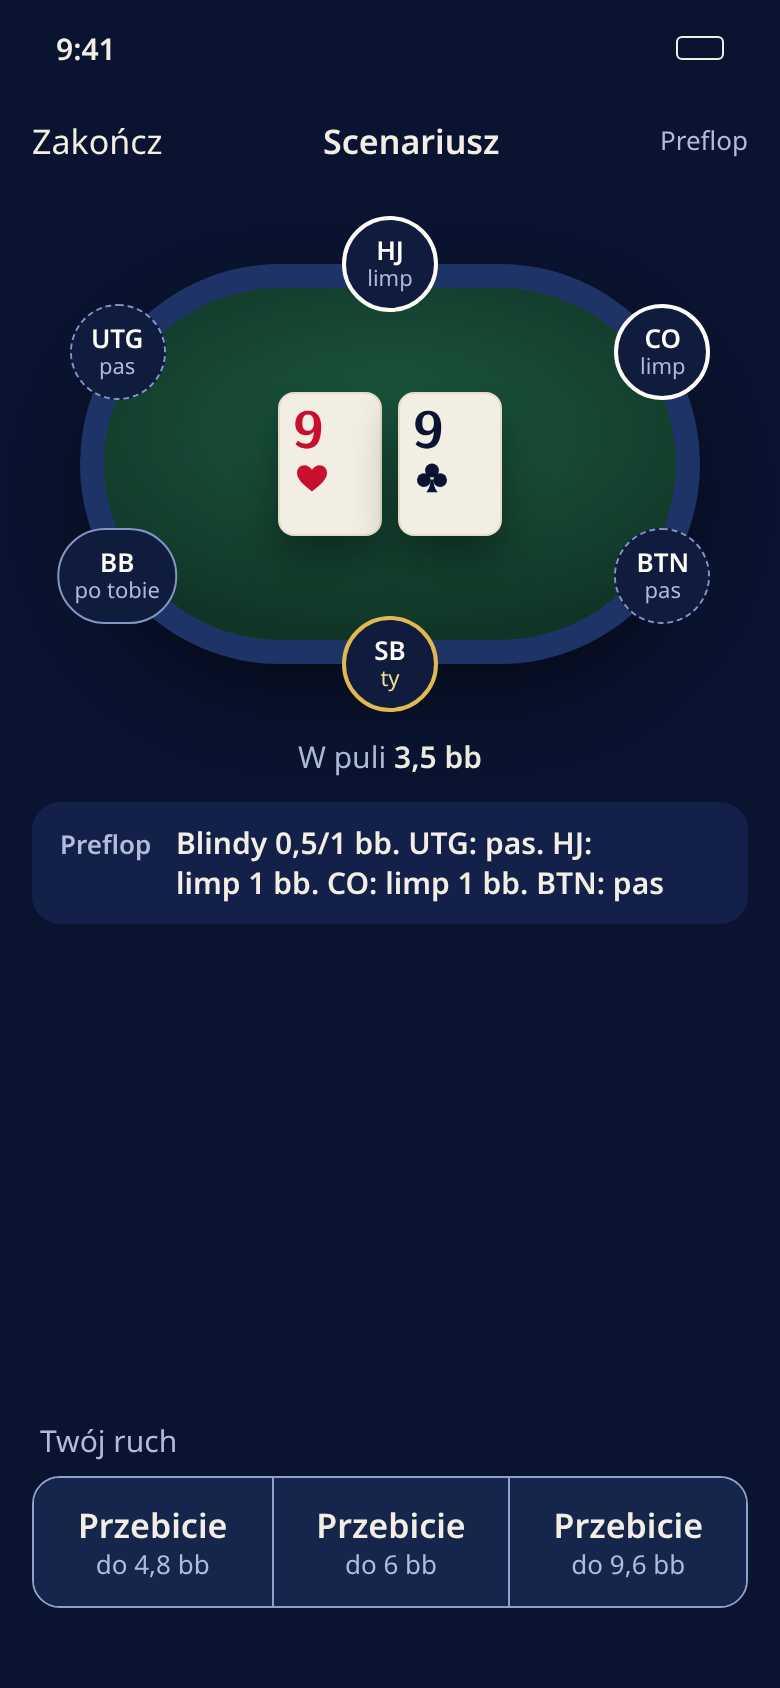 9:41
Zakończ
Scenariusz
Preflop
HJ
limp
UTG
pas
CO
limp
9
9
BB
po tobie
BTN
pas
SB
ty
W puli 3,5 bb
Preflop
Blindy 0,5/1 bb. UTG: pas. HJ:
limp 1 bb. CO: limp 1 bb. BTN: pas
Twój ruch
Przebicie
do 4,8 bb
Przebicie
do 6 bb
Przebicie
do 9,6 bb